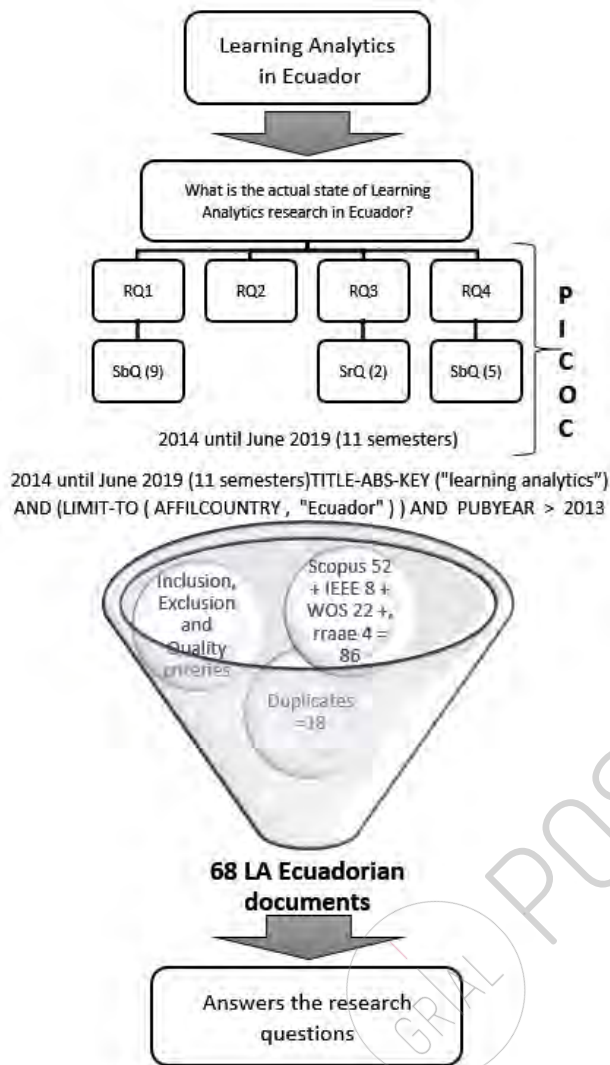 Learning Analytics
in Ecuador
What is the actual state of Learning
Analytics research in Ecuador?
RQ1
RQ2
RQ3
RQ4
SbQ (9)
SrQ (2)
SbQ (5)
P
I
C
O
C
2014 until June 2019 (11 semesters)
2014 until June 2019 (11 semesters)TITLE-ABS-KEY ("learning analytics")
AND (LIMIT-TO ( AFFILCOUNTRY , "Ecuador" ) ) AND PUBYEAR > 2013
Inclusion,
Exclusion
and
Quality
criteries
Scopus 52
+ IEEE 8 +
WOS 22 +,
rraae 4 =
86
Duplicates
=18
68 LA Ecuadorian
documents
Answers the research
questions
GRIAL
POS